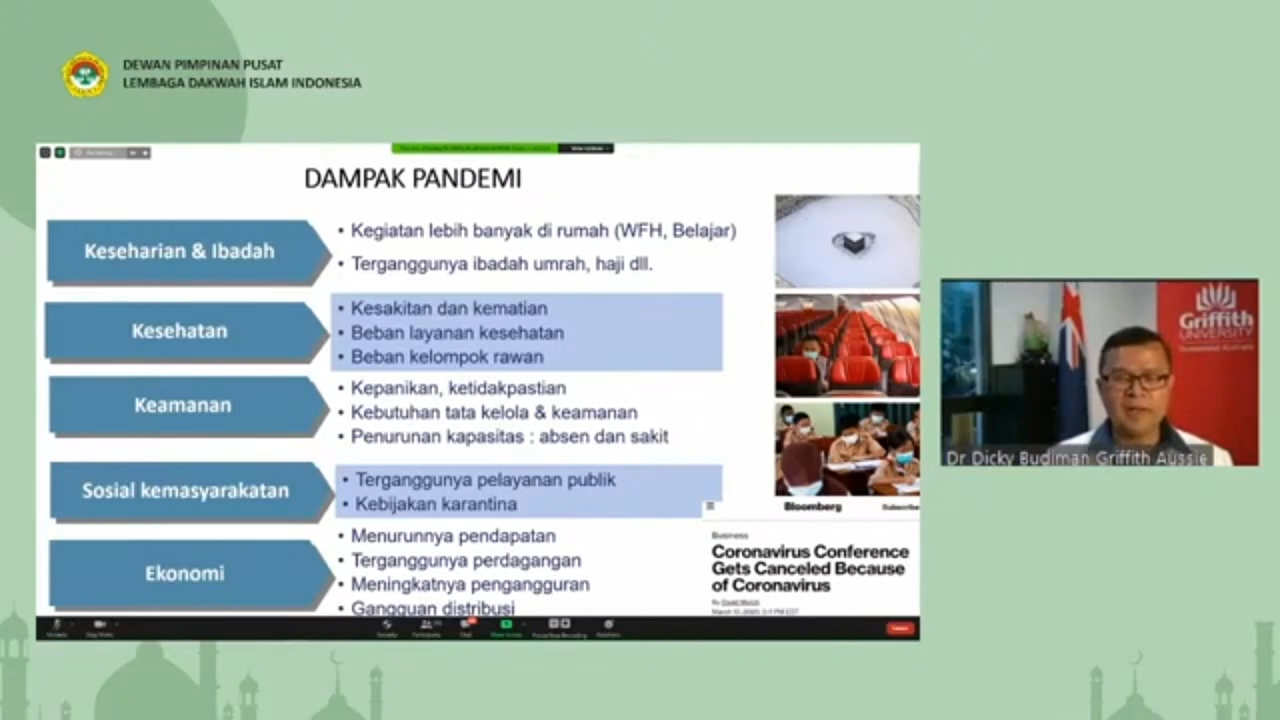 DEWAN PIMPINAN PUSAT
LEMBAGA DAKWAH ISLAM INDONESIA
DAMPAK PANDEMI
Keseharian & Ibadah
• Kegiatan lebih banyak di rumah (WFH, Belajar)
• Terganggunya ibadah umrah, haji dll.
Kesehatan
• Kesakitan dan kematian
• Beban layanan kesehatan
• Beban kelompok rawan
Keamanan
• Kepanikan, ketidakpastian
• Kebutuhan tata kelola & keamanan
• Penurunan kapasitas : absen dan sakit
Sosial kemasyarakatan
• Terganggunya pelayanan publik
• Kebijakan karantina
Ekonomi
• Menurunnya pendapatan
• Terganggunya perdagangan
• Meningkatnya pengangguran
• Gangguan distribusi
Bloomberg
Subscribe
Business
Coronavirus Conference
Gets Canceled Because
of Coronavirus
Griffith
UNIVERSITY
Dr Dicky Budiman Griffith Aussie